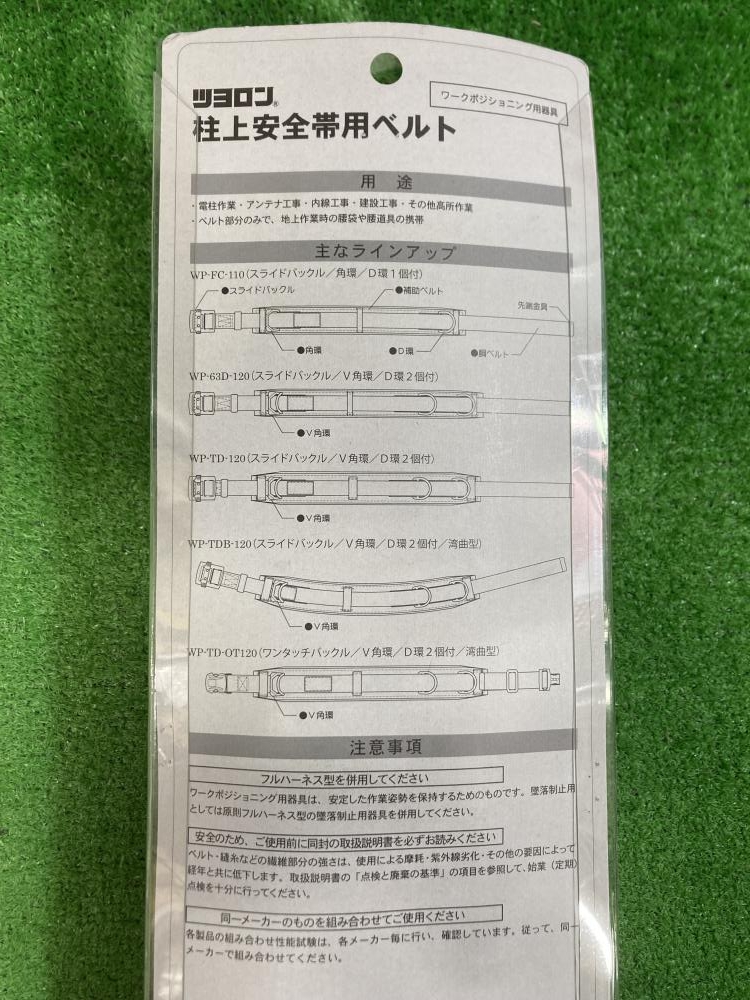 ワークポジショニング用器具
ツヨロン®
柱上安全帯用ベルト
用途
・電柱作業・アンテナ工事・内線工事・建設工事・その他高所作業
・ベルト部分のみで、地上作業時の腰袋や腰道具の携帯
主なラインアップ
WP-FC-110(スライドバックル／角環／D環1個付)
●スライドバックル
●補助ベルト
先端金具
●角環
●D環
●胴ベルト
WP-63D-120(スライドバックル／V角環／D環2個付)
●V角環
WP-TD-120(スライドバックル／V角環／D環2個付)
●V角環
WP-TDB-120(スライドバックル／V角環／D環2個付／湾曲型)
●V角環
WP-TD-OT120(ワンタッチバックル／V角環／D環2個付／湾曲型)
●V角環
注意事項
フルハーネス型を併用してください
ワークポジショニング用器具は、安定した作業姿勢を保持するためのものです。墜落制止用
としては原則フルハーネス型の墜落制止用器具を併用してください。
安全のため、ご使用前に同封の取扱説明書を必ずお読みください
ベルト・縫糸などの繊維部分の強さは、使用による摩耗・紫外線劣化・その他の要因によって
経年と共に低下します。取扱説明書の「点検と廃棄の基準」の項目を参照して、始業（定期）
点検を十分に行ってください。
同一メーカーのものを組み合わせてご使用ください
各製品の組み合わせ性能試験は、各メーカー毎に行い、確認しています。従って、同一
メーカーで組み合わせてください。